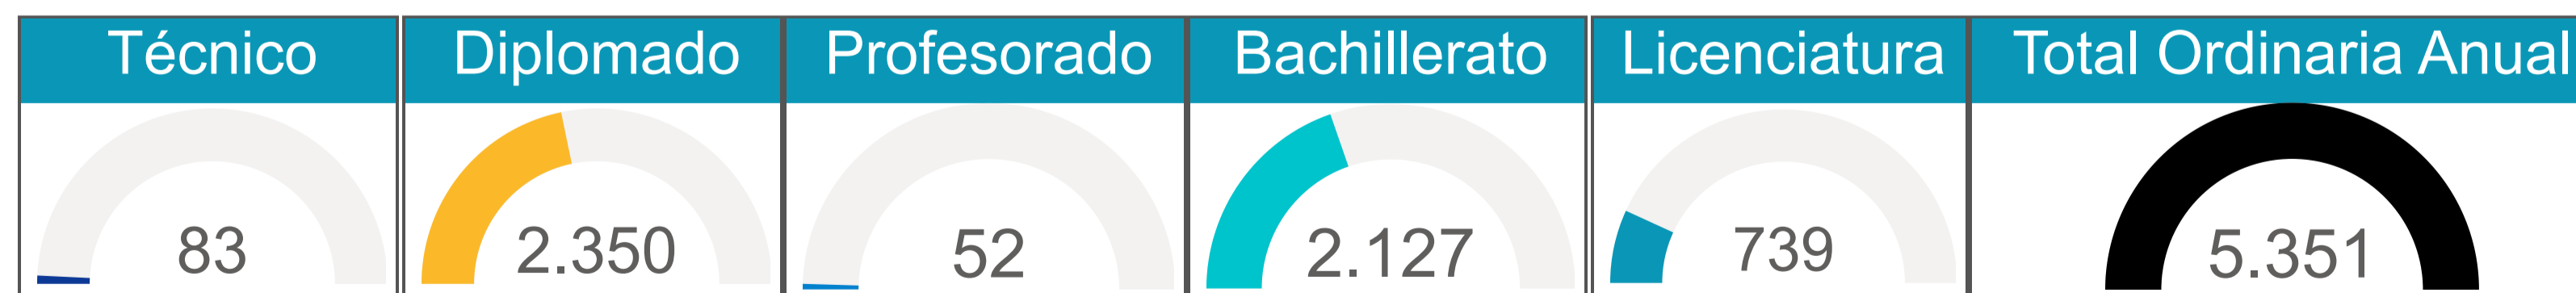 Técnico
Diplomado
Profesorado
Bachillerato
Licenciatura
Total Ordinaria Anual
83
2.350
52
2.127
739
5.351